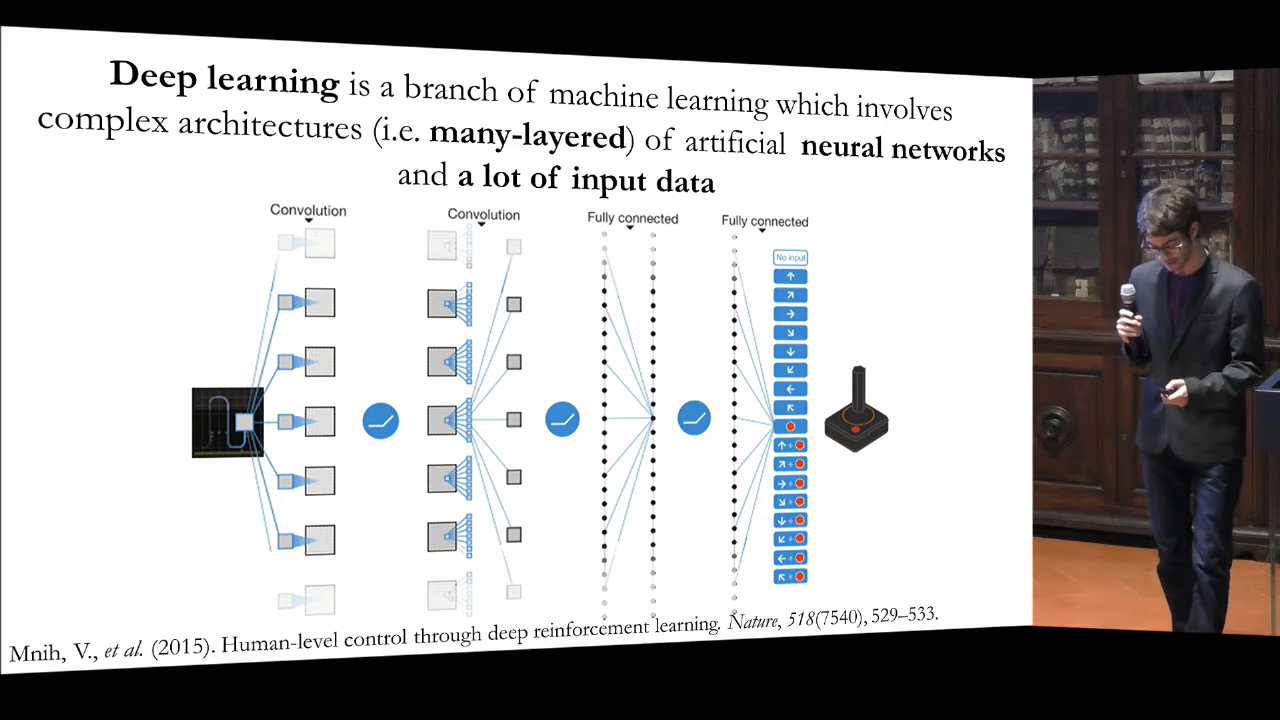 Deep learning is a branch of machine learning which involves
complex architectures (i.e. many-layered) of artificial neural networks
and a lot of input data
Convolution
Convolution
Fully connected
Fully connected
No input
Mnih, V., et al. (2015). Human-level control through deep reinforcement learning. Nature, 518(7540), 529–533.